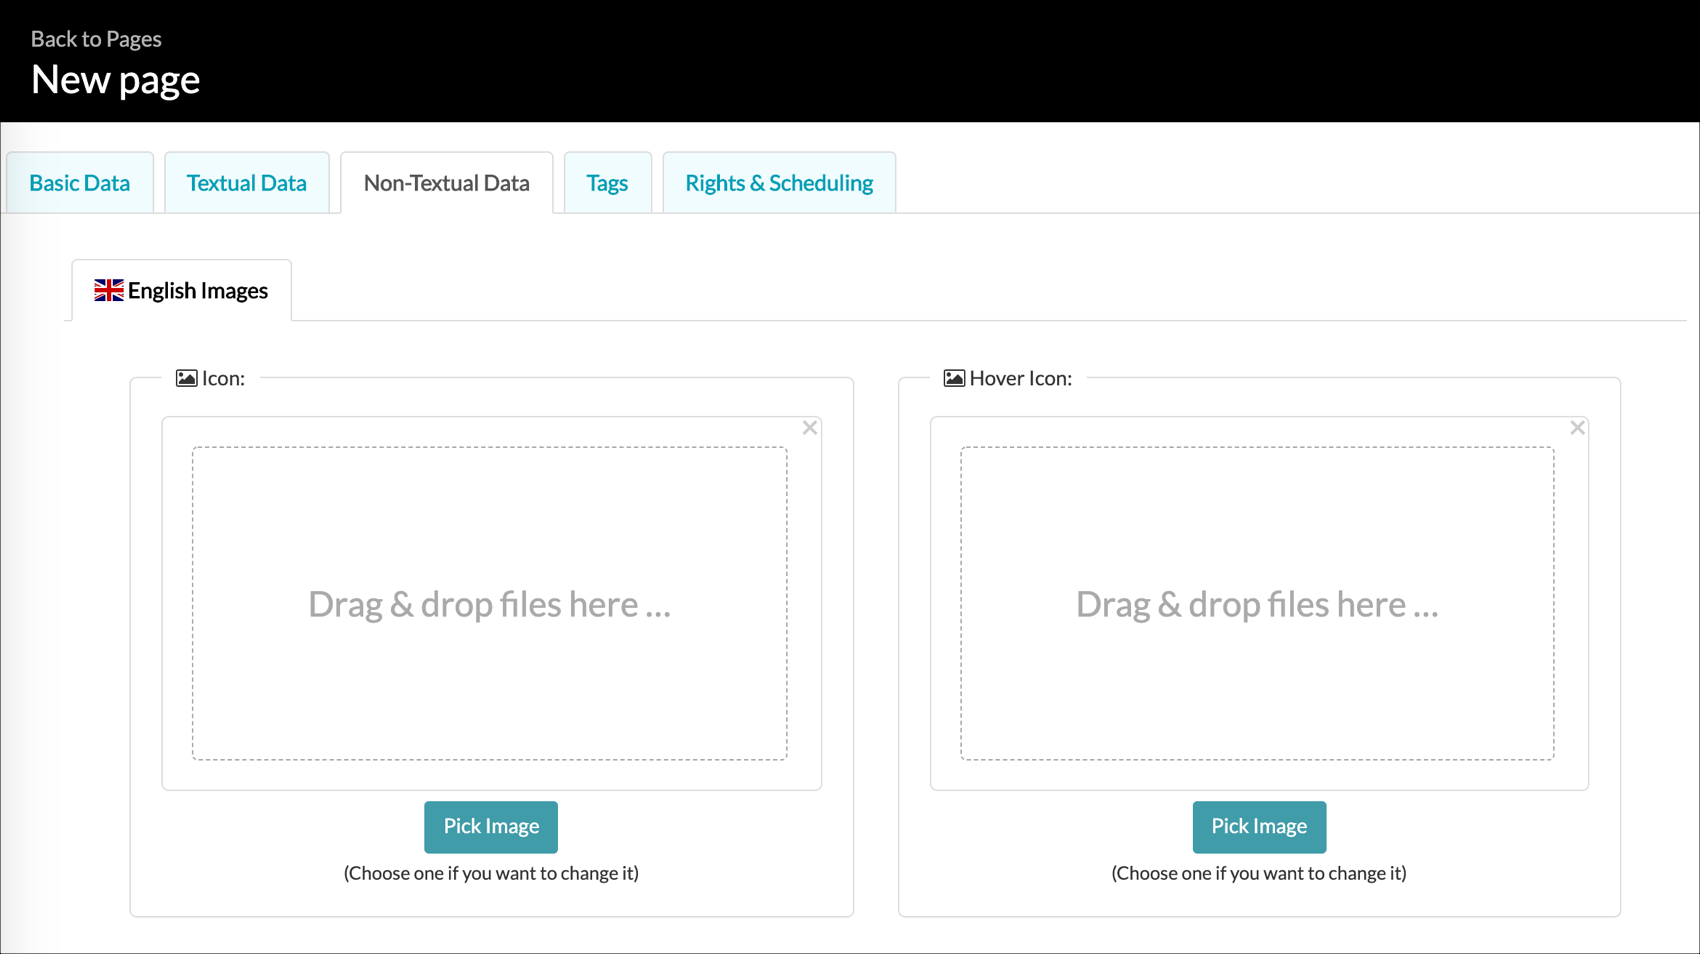 Back to Pages
New page
Basic Data
Textual Data
Non-Textual Data
Tags
Rights & Scheduling
English Images
Icon:
Hover Icon:
Drag & drop files here ...
Drag & drop files here ...
Pick Image
Pick Image
(Choose one if you want to change it)
(Choose one if you want to change it)